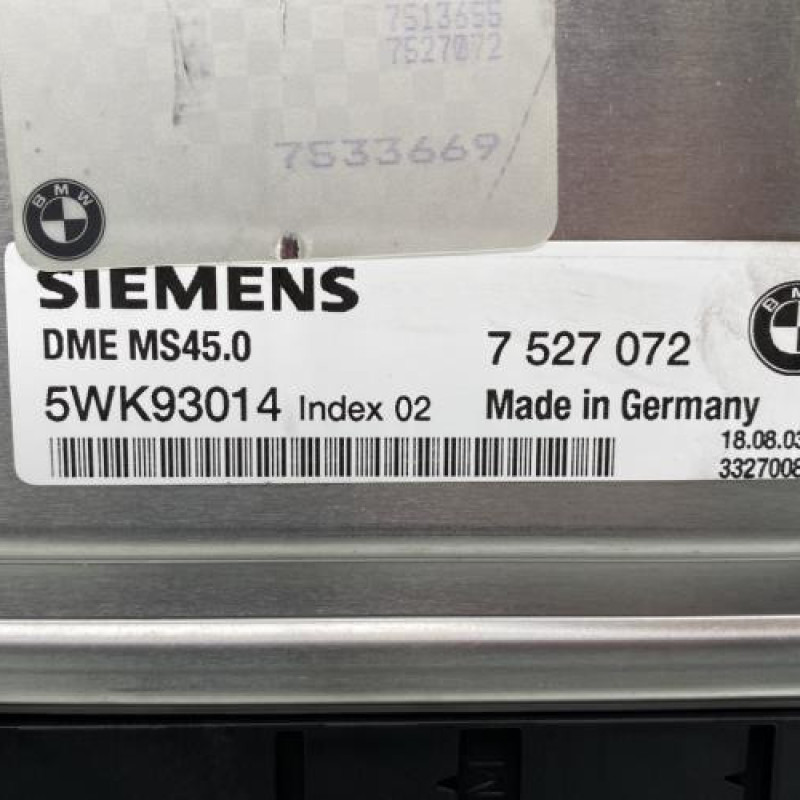 7513655
7527072
7533669
BMW
SIEMENS
DME MS45.0
7 527 072
5WK93014 Index 02
Made in Germany
18.08.03
3327008
M